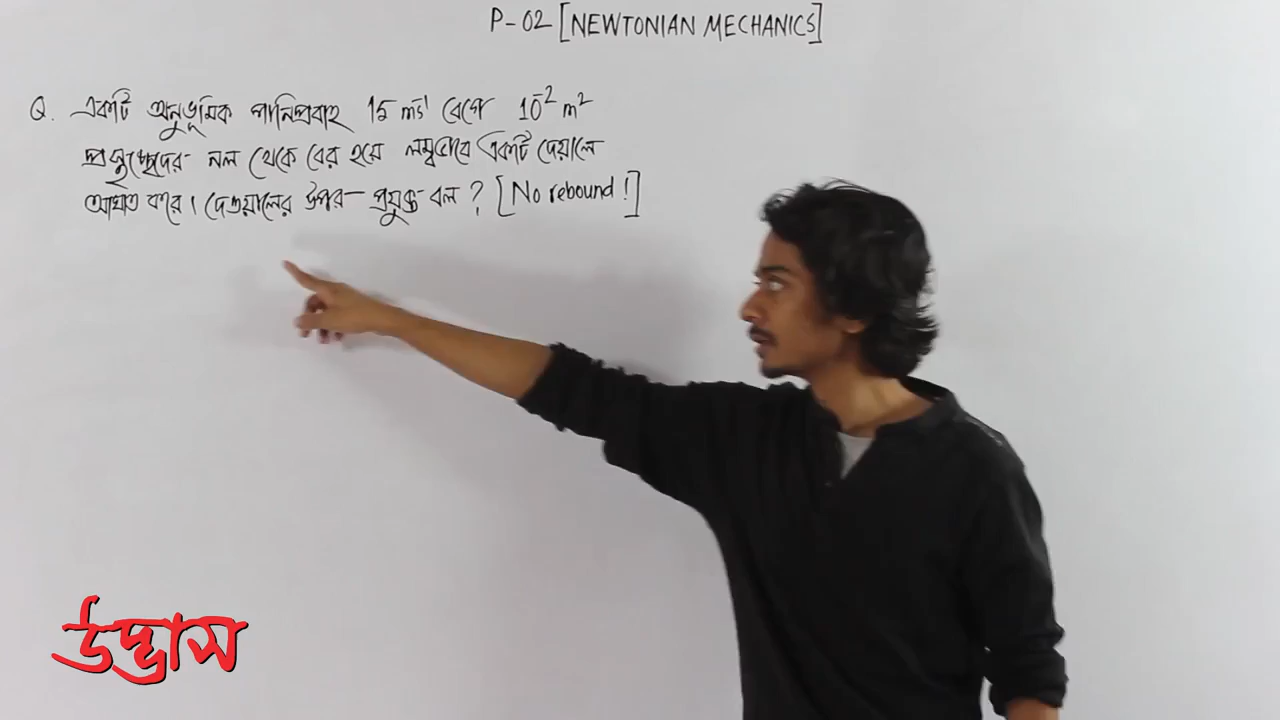 P-02 [NEWTONIAN MECHANICS]
Q. একটি অনুভূমিক পানিপ্রবাহ 15 ms⁻¹ বেগে 10⁻² m²
প্রস্থচ্ছেদের নল থেকে বের হয়ে লম্বভাবে একটি দেয়ালে
আঘাত করে। দেওয়ালের উপর প্রযুক্ত বল ? [No rebound !]
উদ্ভাস